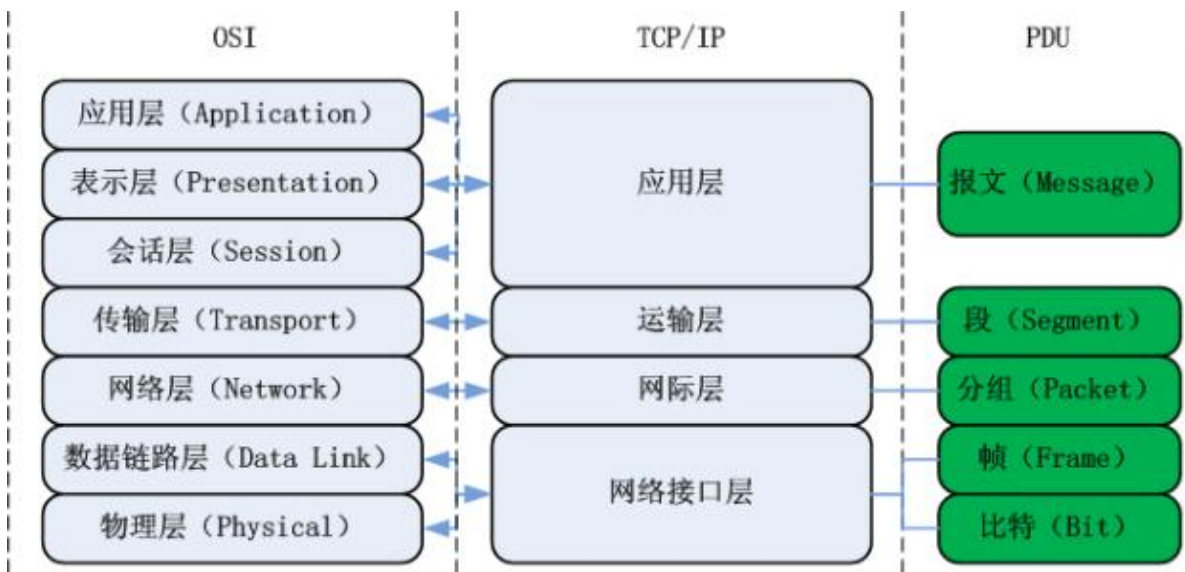 OSI
TCP/IP
PDU
应用层（Application）
表示层（Presentation）
会话层（Session）
传输层（Transport）
网络层（Network）
数据链路层（Data Link）
物理层（Physical）
应用层
运输层
网际层
网络接口层
报文（Message）
段（Segment）
分组（Packet）
帧（Frame）
比特（Bit）